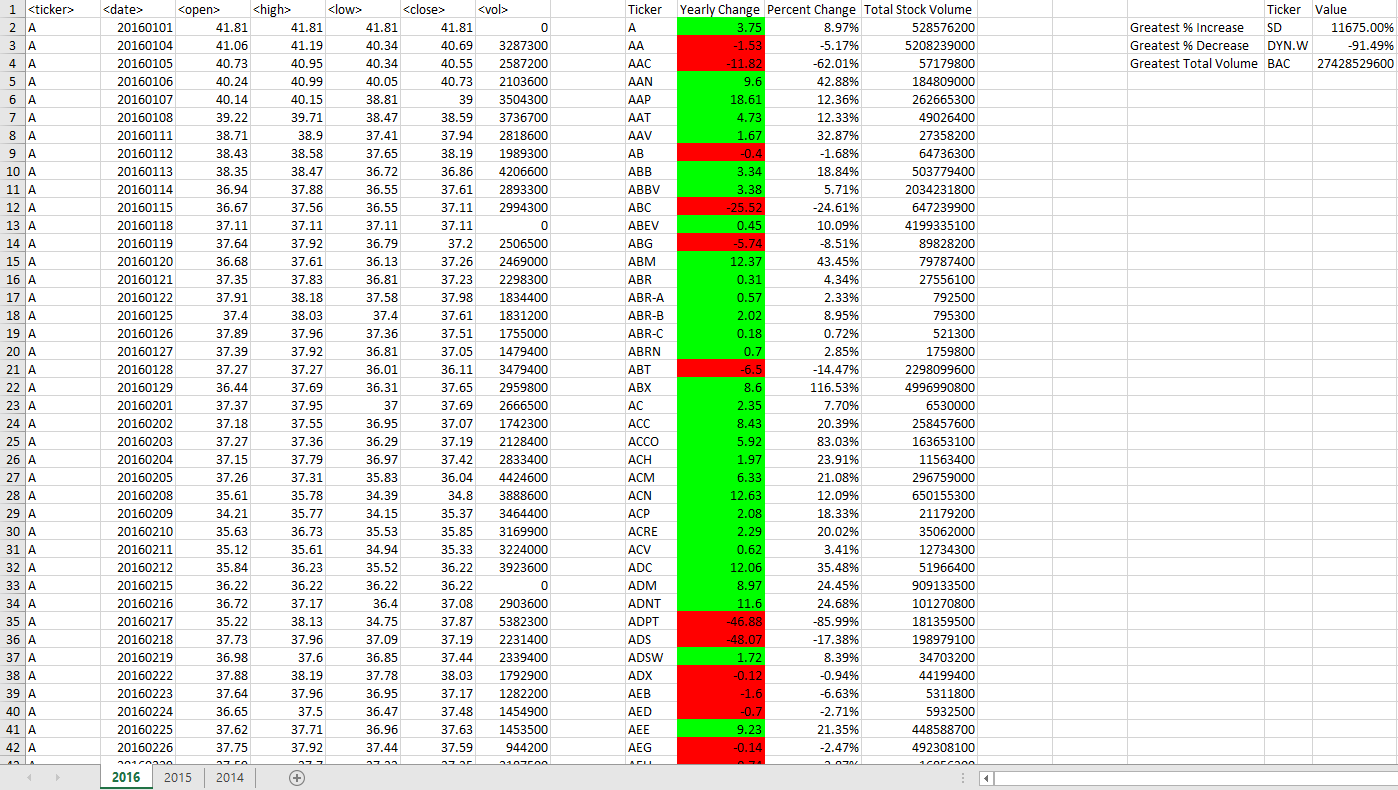 1 <ticker> <date> <open> <high> <low> <close> <vol> Ticker Yearly Change Percent Change Total Stock Volume Ticker Value
2 A 20160101 41.81 41.81 41.81 41.81 0 A 3.75 8.97% 528576200 Greatest % Increase SD 11675.00%
3 A 20160104 41.06 41.19 40.34 40.69 3287300 AA -1.53 -5.17% 5208239000 Greatest % Decrease DYN.W -91.49%
4 A 20160105 40.73 40.95 40.34 40.55 2587200 AAC -11.82 -62.01% 57179800 Greatest Total Volume BAC 27428529600
5 A 20160106 40.24 40.99 40.05 40.73 2103600 AAN 9.6 42.88% 184809000
6 A 20160107 40.14 40.15 38.81 39 3504300 AAP 18.61 12.36% 262665300
7 A 20160108 39.22 39.71 38.47 38.59 3736700 AAT 4.73 12.33% 49026400
8 A 20160111 38.71 38.9 37.41 37.94 2818600 AAV 1.67 32.87% 27358200
9 A 20160112 38.43 38.58 37.65 38.19 1989300 AB -0.4 -1.68% 64736300
10 A 20160113 38.35 38.47 36.72 36.86 4206600 ABB 3.34 18.84% 503779400
11 A 20160114 36.94 37.88 36.55 37.61 2893300 ABBV 3.38 5.71% 2034231800
12 A 20160115 36.67 37.56 36.55 37.11 2994300 ABC -25.52 -24.61% 647239900
13 A 20160118 37.11 37.11 37.11 37.11 0 ABEV 0.45 10.09% 4199335100
14 A 20160119 37.64 37.92 36.79 37.2 2506500 ABG -5.74 -8.51% 89828200
15 A 20160120 36.68 37.61 36.13 37.26 2469000 ABM 12.37 43.45% 79787400
16 A 20160121 37.35 37.83 36.81 37.23 2298300 ABR 0.31 4.34% 27556100
17 A 20160122 37.91 38.18 37.58 37.98 1834400 ABR-A 0.57 2.33% 792500
18 A 20160125 37.4 38.03 37.4 37.61 1831200 ABR-B 2.02 8.95% 795300
19 A 20160126 37.89 37.96 37.36 37.51 1755000 ABR-C 0.18 0.72% 521300
20 A 20160127 37.39 37.92 36.81 37.05 1479400 ABRN 0.7 2.85% 1759800
21 A 20160128 37.27 37.27 36.01 36.11 3479400 ABT -6.5 -14.47% 2298099600
22 A 20160129 36.44 37.69 36.31 37.65 2959800 ABX 8.6 116.53% 4996990800
23 A 20160201 37.37 37.95 37 37.69 2666500 AC 2.35 7.70% 6530000
24 A 20160202 37.18 37.55 36.95 37.07 1742300 ACC 8.43 20.39% 258457600
25 A 20160203 37.27 37.36 36.29 37.19 2128400 ACCO 5.92 83.03% 163653100
26 A 20160204 37.15 37.79 36.97 37.42 2833400 ACH 1.97 23.91% 11563400
27 A 20160205 37.26 37.31 35.83 36.04 4424600 ACM 6.33 21.08% 296759000
28 A 20160208 35.61 35.78 34.39 34.8 3888600 ACN 12.63 12.09% 650155300
29 A 20160209 34.21 35.77 34.15 35.37 3464400 ACP 2.08 18.33% 21179200
30 A 20160210 35.63 36.73 35.53 35.85 3169900 ACRE 2.29 20.02% 35062000
31 A 20160211 35.12 35.61 34.94 35.33 3224000 ACV 0.62 3.41% 12734300
32 A 20160212 35.84 36.23 35.52 36.22 3923600 ADC 12.06 35.48% 51966400
33 A 20160215 36.22 36.22 36.22 36.22 0 ADM 8.97 24.45% 909133500
34 A 20160216 36.72 37.17 36.4 37.08 2903600 ADNT 11.6 24.68% 101270800
35 A 20160217 35.22 38.13 34.75 37.87 5382300 ADPT -46.88 -85.99% 181359500
36 A 20160218 37.73 37.96 37.09 37.19 2231400 ADS -48.07 -17.38% 198979100
37 A 20160219 36.98 37.6 36.85 37.44 2339400 ADSW 1.72 8.39% 34703200
38 A 20160222 37.88 38.19 37.78 38.03 1792900 ADX -0.12 -0.94% 44199400
39 A 20160223 37.64 37.96 36.95 37.17 1282200 AEB -1.6 -6.63% 5311800
40 A 20160224 36.65 37.5 36.47 37.48 1454900 AED -0.7 -2.71% 5932500
41 A 20160225 37.62 37.71 36.96 37.63 1453500 AEE 9.23 21.35% 448588700
42 A 20160226 37.75 37.92 37.44 37.59 944200 AEG -0.14 -2.47% 492308100
2016 2015 2014